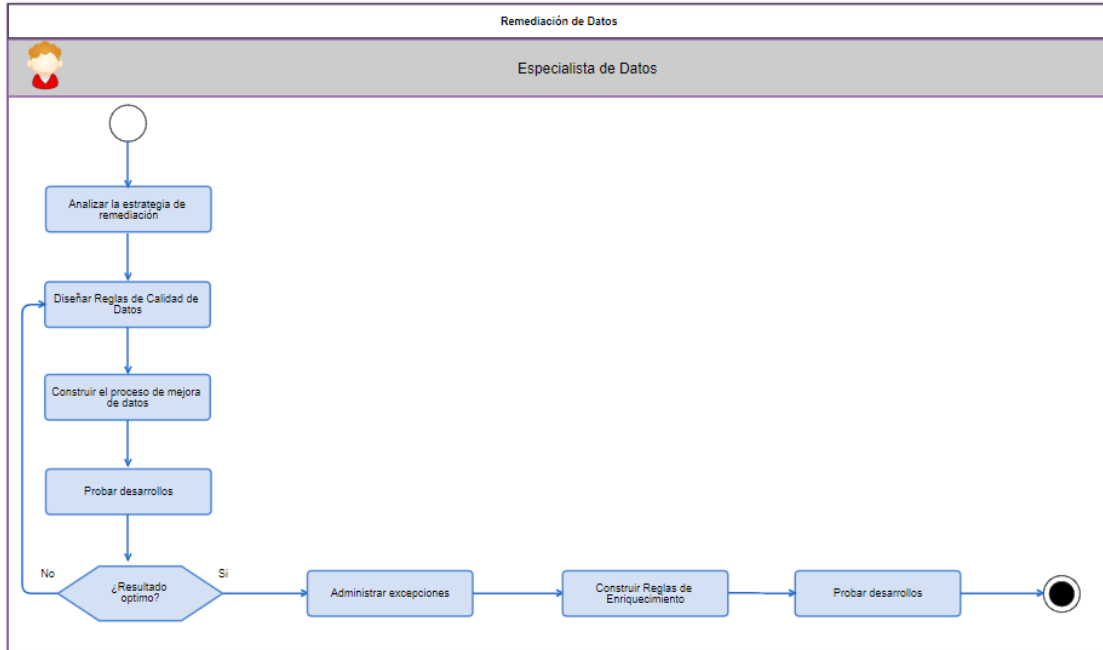 Remediación de Datos
Especialista de Datos
Analizar la estrategia de
remediación
Diseñar Reglas de Calidad de
Datos
Construir el proceso de mejora
de datos
Probar desarrollos
No
¿Resultado
optimo?
Si
Administrar excepciones
Construir Reglas de
Enriquecimiento
Probar desarrollos